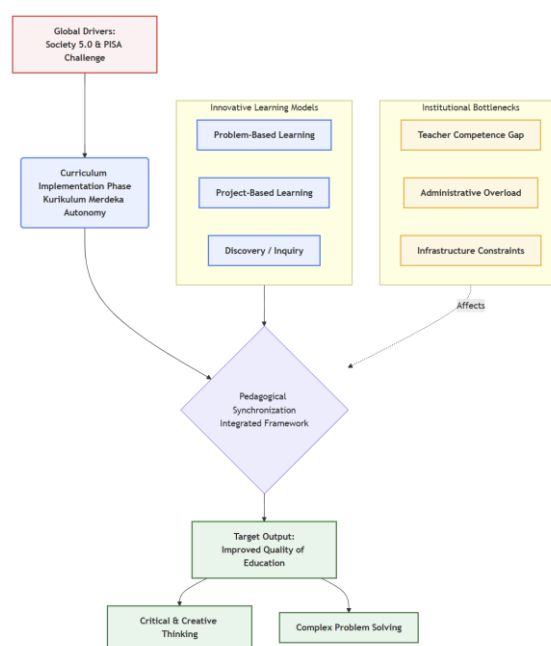 Global Drivers:
Society 5.0 & PISA
Challenge
Innovative Learning Models
Institutional Bottlenecks
Problem-Based Learning
Teacher Competence Gap
Curriculum
Implementation Phase
Kurikulum Merdeka
Autonomy
Project-Based Learning
Administrative Overload
Discovery / Inquiry
Infrastructure Constraints
Affects
Pedagogical
Synchronization
Integrated Framework
Target Output:
Improved Quality of
Education
Critical & Creative
Thinking
Complex Problem Solving